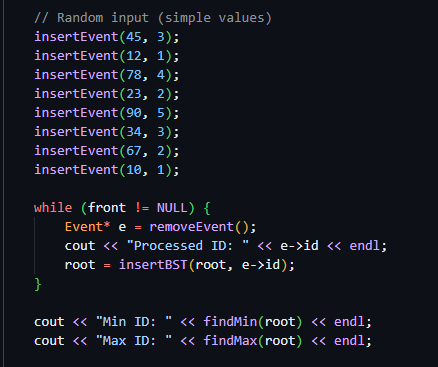 // Random input (simple values)
insertEvent(45, 3);
insertEvent(12, 1);
insertEvent(78, 4);
insertEvent(23, 2);
insertEvent(90, 5);
insertEvent(34, 3);
insertEvent(67, 2);
insertEvent(10, 1);
while (front != NULL) {
Event* e = removeEvent();
cout << "Processed ID: " << e->id << endl;
root = insertBST(root, e->id);
}
cout << "Min ID: " << findMin(root) << endl;
cout << "Max ID: " << findMax(root) << endl;